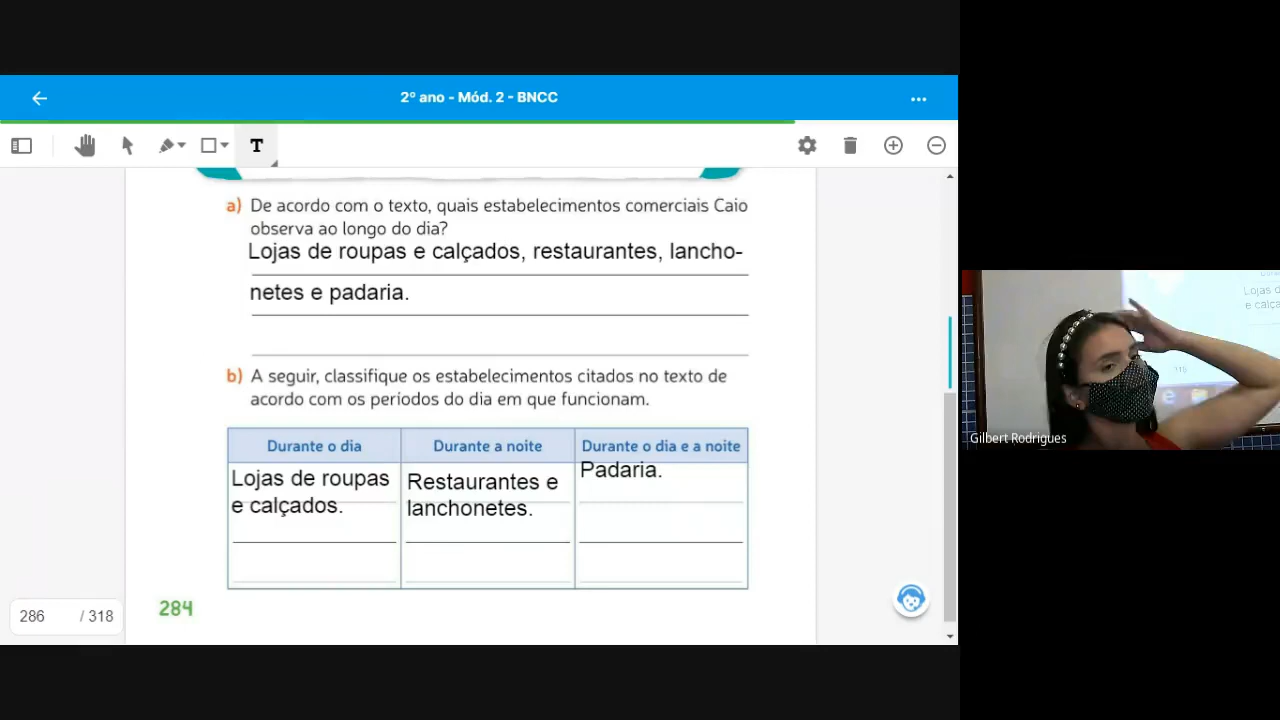 2º ano - Mód. 2 - BNCC
T
a) De acordo com o texto, quais estabelecimentos comerciais Caio
observa ao longo do dia?
Lojas de roupas e calçados, restaurantes, lancho-
netes e padaria.
b) A seguir, classifique os estabelecimentos citados no texto de
acordo com os períodos do dia em que funcionam.
Durante o dia
Durante a noite
Durante o dia e a noite
Lojas de roupas
e calçados.
Restaurantes e
lanchonetes.
Padaria.
284
286 / 318
Lojas d
e calça
Gilbert Rodrigues